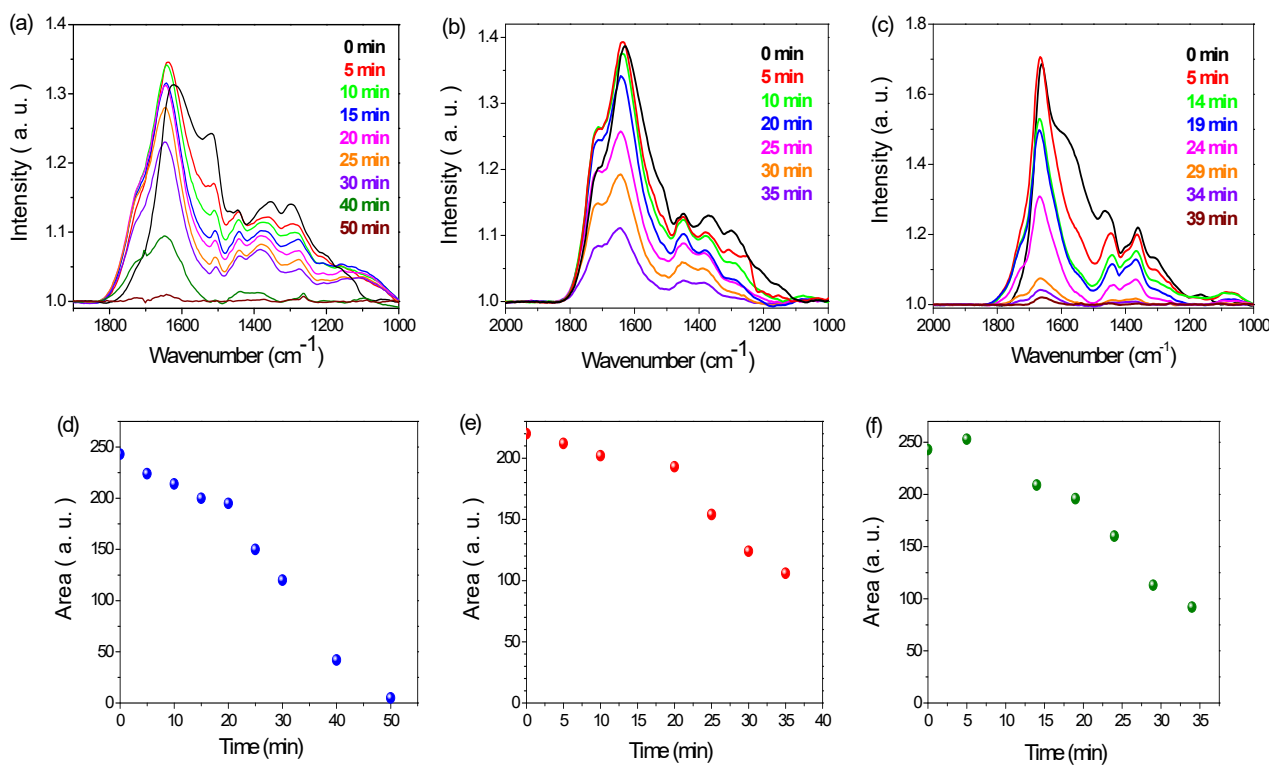 (a)
1.4
1.3
1.2
1.1
1.0
Intensity ( a. u. )
1800
1600
1400
1200
1000
Wavenumber (cm-1)
0 min
5 min
10 min
15 min
20 min
25 min
30 min
40 min
50 min
(b)
1.4
1.3
1.2
1.1
1.0
Intensity ( a. u. )
2000
1800
1600
1400
1200
1000
Wavenumber (cm-1)
0 min
5 min
10 min
20 min
25 min
30 min
35 min
(c)
1.8
1.6
1.4
1.2
1.0
Intensity (a. u.)
2000
1800
1600
1400
1200
1000
Wavenumber (cm-1)
0 min
5 min
14 min
19 min
24 min
29 min
34 min
39 min
(d)
250
200
150
100
50
0
Area ( a. u. )
0
10
20
30
40
50
Time (min)
(e)
200
150
100
50
0
Area ( a. u. )
0
5
10
15
20
25
30
35
40
Time (min)
(f)
250
200
150
100
50
0
Area (a. u.)
0
5
10
15
20
25
30
35
Time (min)